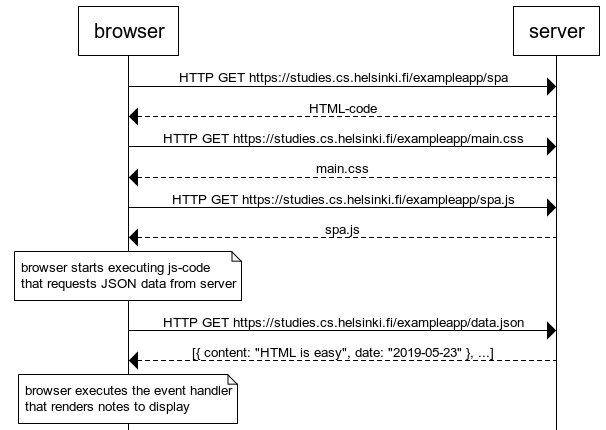 browser
server
HTTP GET https://studies.cs.helsinki.fi/exampleapp/spa
HTML-code
HTTP GET https://studies.cs.helsinki.fi/exampleapp/main.css
main.css
HTTP GET https://studies.cs.helsinki.fi/exampleapp/spa.js
spa.js
browser starts executing js-code
that requests JSON data from server
HTTP GET https://studies.cs.helsinki.fi/exampleapp/data.json
[{ content: "HTML is easy", date: "2019-05-23" }, ...]
browser executes the event handler
that renders notes to display